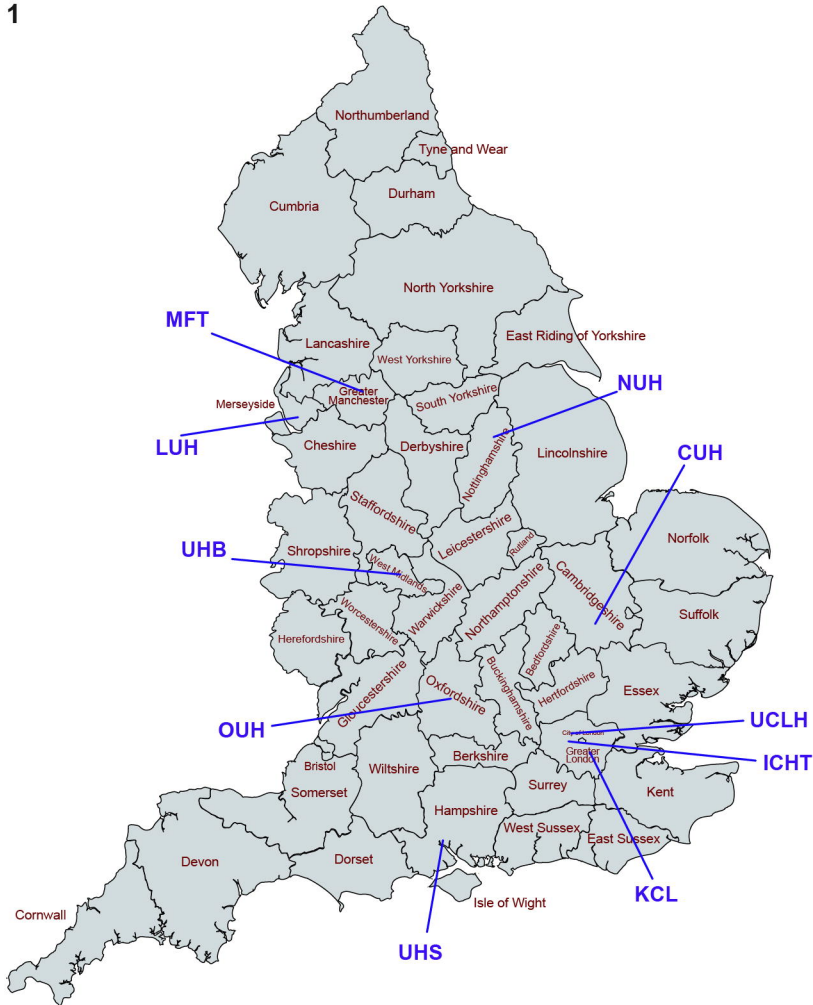 1
Northumberland
Tyne and Wear
Durham
Cumbria
North Yorkshire
MFT
East Riding of Yorkshire
Lancashire
West Yorkshire
NUH
Greater
Manchester
South Yorkshire
Merseyside
LUH
Cheshire
Derbyshire
Nottinghamshire
Lincolnshire
CUH
Staffordshire
Leicestershire
Rutland
Norfolk
UHB
Shropshire
West Midlands
Warwickshire
Northamptonshire
Cambridgeshire
Suffolk
Worcestershire
Herefordshire
Bedfordshire
Gloucestershire
Oxfordshire
Buckinghamshire
Hertfordshire
Essex
OUH
UCLH
City of London
ICHT
Greater
London
Berkshire
Bristol
Wiltshire
Somerset
Surrey
Kent
Hampshire
West Sussex
East Sussex
Devon
Dorset
KCL
Isle of Wight
Cornwall
UHS